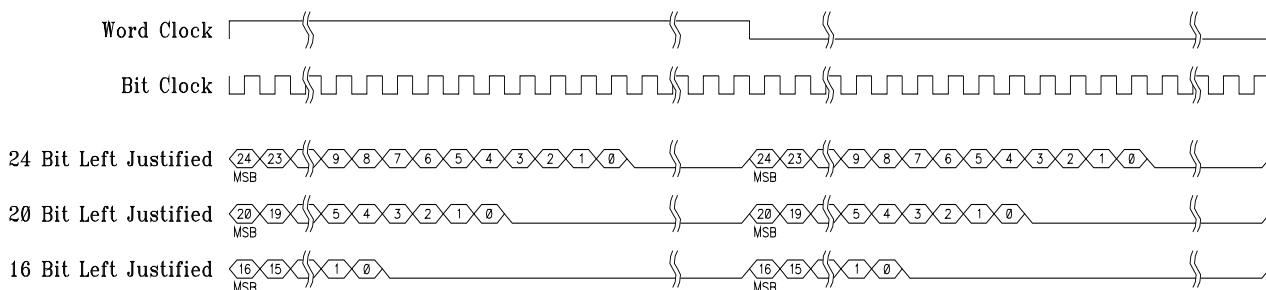 Word Clock
Bit Clock
24 Bit Left Justified 24 23 9 8 7 6 5 4 3 2 1 0 24 23 9 8 7 6 5 4 3 2 1 0
MSB MSB
20 Bit Left Justified 20 19 5 4 3 2 1 0 20 19 5 4 3 2 1 0
MSB MSB
16 Bit Left Justified 16 15 1 0 16 15 1 0
MSB MSB